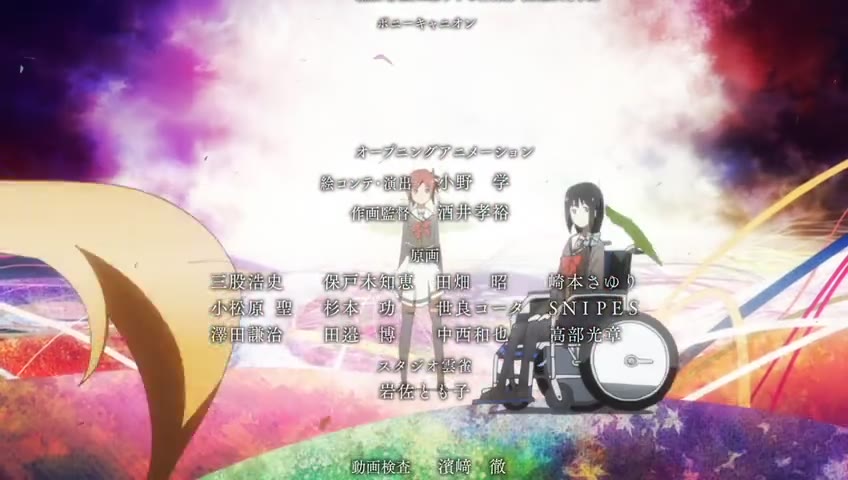 ポニーキャニオン
オープニングアニメーション
絵コンテ・演出 小野　学
作画監督 酒井孝裕
原画
三股浩史 保戸木知恵 田畑　昭 崎本さゆり
小松原 聖 杉本　功 世良コータ SNIPES
澤田謙治 田邉　博 中西和也 高部光章
スタジオ雲雀
岩佐とも子
動画検査 濱﨑　徹